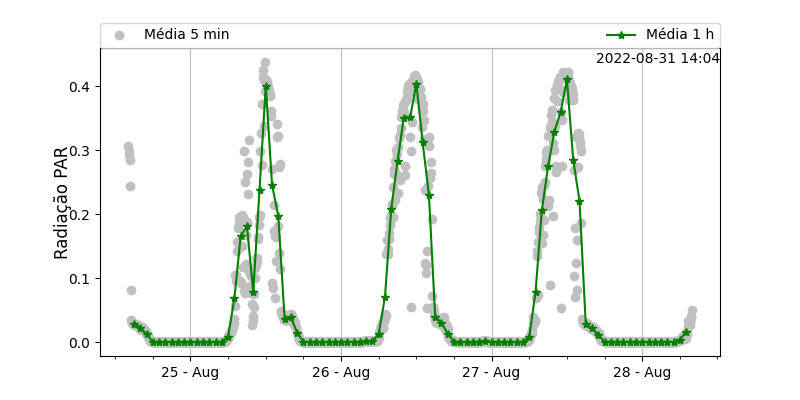 Média 5 min
Média 1 h
2022-08-31 14:04
Radiação PAR
0.4
0.3
0.2
0.1
0.0
25 - Aug
26 - Aug
27 - Aug
28 - Aug